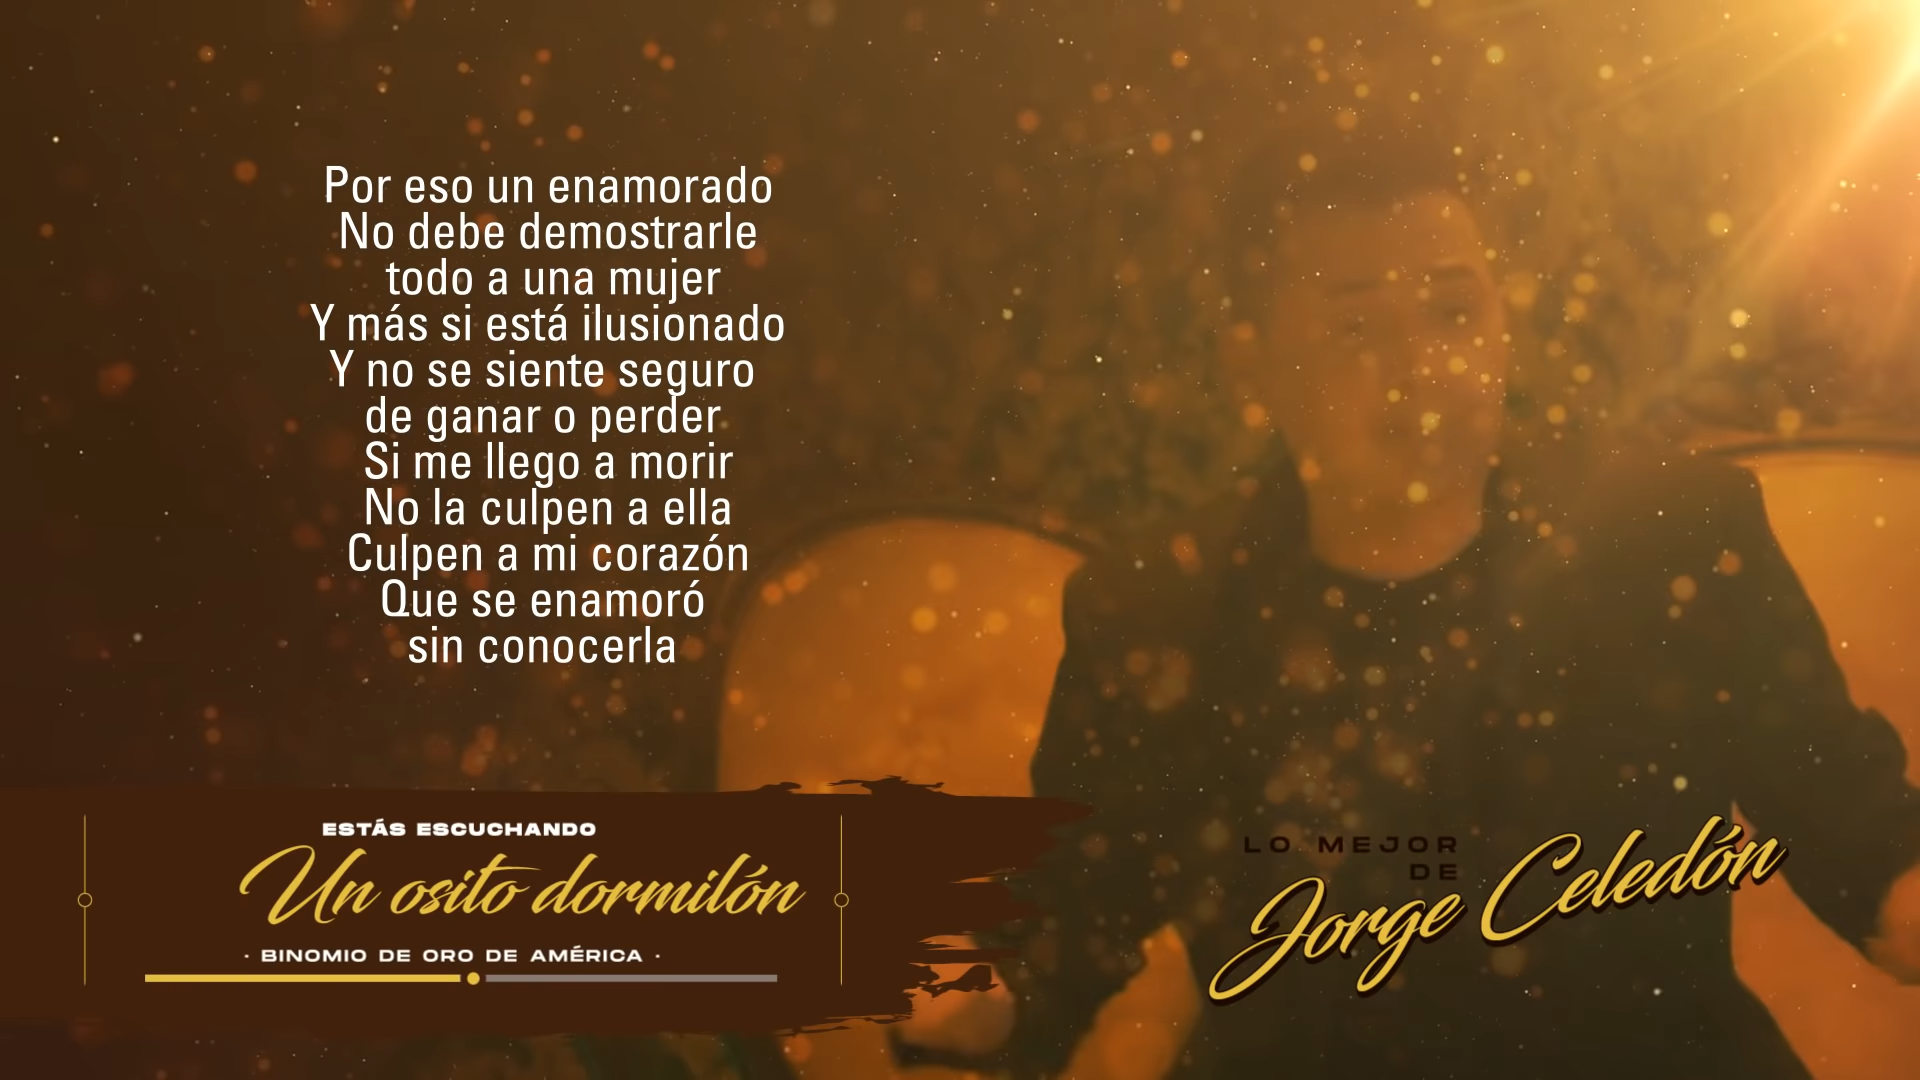 Por eso un enamorado
No debe demostrarle
todo a una mujer
Y más si está ilusionado
Y no se siente seguro
de ganar o perder
Si me llego a morir
No la culpen a ella
Culpen a mi corazón
Que se enamoró
sin conocerla
ESTÁS ESCUCHANDO
Un osito dormilón
· BINOMIO DE ORO DE AMÉRICA ·
LO MEJOR
DE
Jorge Celedón